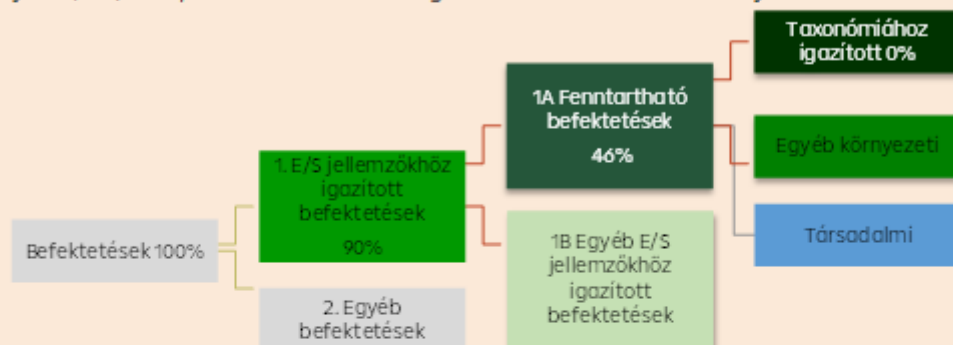 Befektetések 100%
1. E/S jellemzőkhöz
igazított
befektetések
90%
2. Egyéb
befektetések
1A Fenntartható
befektetések
46%
1B Egyéb E/S
jellemzőkhöz
igazított
befektetések
Taxonómiához
igazított 0%
Egyéb környezeti
Társadalmi